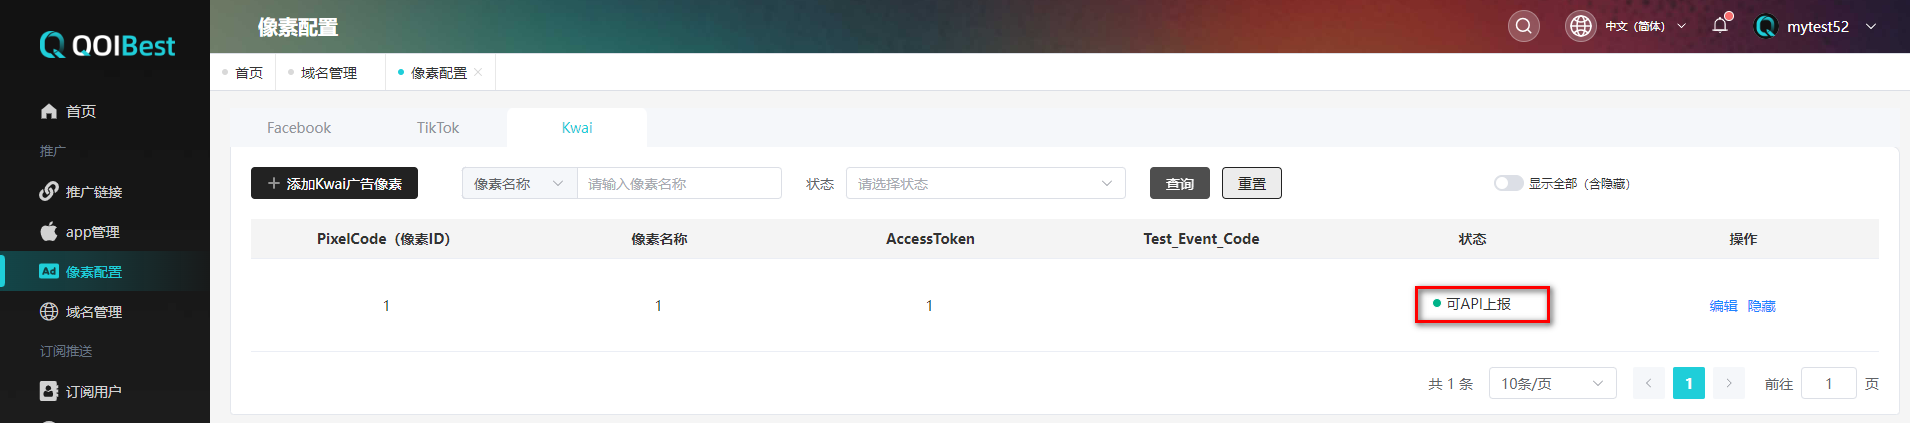 QOIBest
像素配置
中文（简体）
mytest52
首页
域名管理
像素配置
首页
推广
推广链接
app管理
Ad 像素配置
域名管理
订阅推送
订阅用户
Facebook
TikTok
Kwai
添加Kwai广告像素
像素名称
请输入像素名称
状态
请选择状态
查询
重置
显示全部（含隐藏）
PixelCode（像素ID） 像素名称 AccessToken Test_Event_Code 状态 操作
1 1 1 可API上报 编辑 隐藏
共 1 条 10条/页 1 前往 1 页